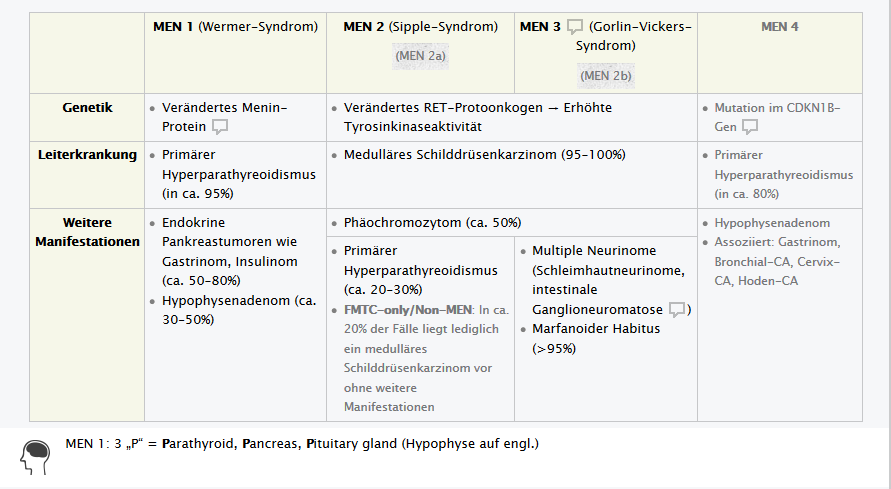 MEN 1 (Wermer-Syndrom)
MEN 2 (Sipple-Syndrom)
(MEN 2a)
MEN 3 (Gorlin-Vickers-
Syndrom)
(MEN 2b)
MEN 4
Genetik
• Verändertes Menin-
Protein
• Verändertes RET-Protoonkogen → Erhöhte
Tyrosinkinaseaktivität
• Mutation im CDKN1B-
Gen
Leiterkrankung
• Primärer
Hyperparathyreoidismus
(in ca. 95%)
• Medulläres Schilddrüsenkarzinom (95-100%)
• Primärer
Hyperparathyreoidismus
(in ca. 80%)
Weitere
Manifestationen
• Endokrine
Pankreastumoren wie
Gastrinom, Insulinom
(ca. 50-80%)
• Hypophysenadenom (ca.
30-50%)
• Phäochromozytom (ca. 50%)
• Primärer
Hyperparathyreoidismus
(ca. 20-30%)
• FMTC-only/Non-MEN: In ca.
20% der Fälle liegt lediglich
ein medulläres
Schilddrüsenkarzinom vor
ohne weitere
Manifestationen
• Multiple Neurinome
(Schleimhautneurinome,
intestinale
Ganglioneuromatose )
• Marfanoider Habitus
(>95%)
• Hypophysenadenom
• Assoziiert: Gastrinom,
Bronchial-CA, Cervix-
CA, Hoden-CA
MEN 1: 3 „P“ = Parathyroid, Pancreas, Pituitary gland (Hypophyse auf engl.)